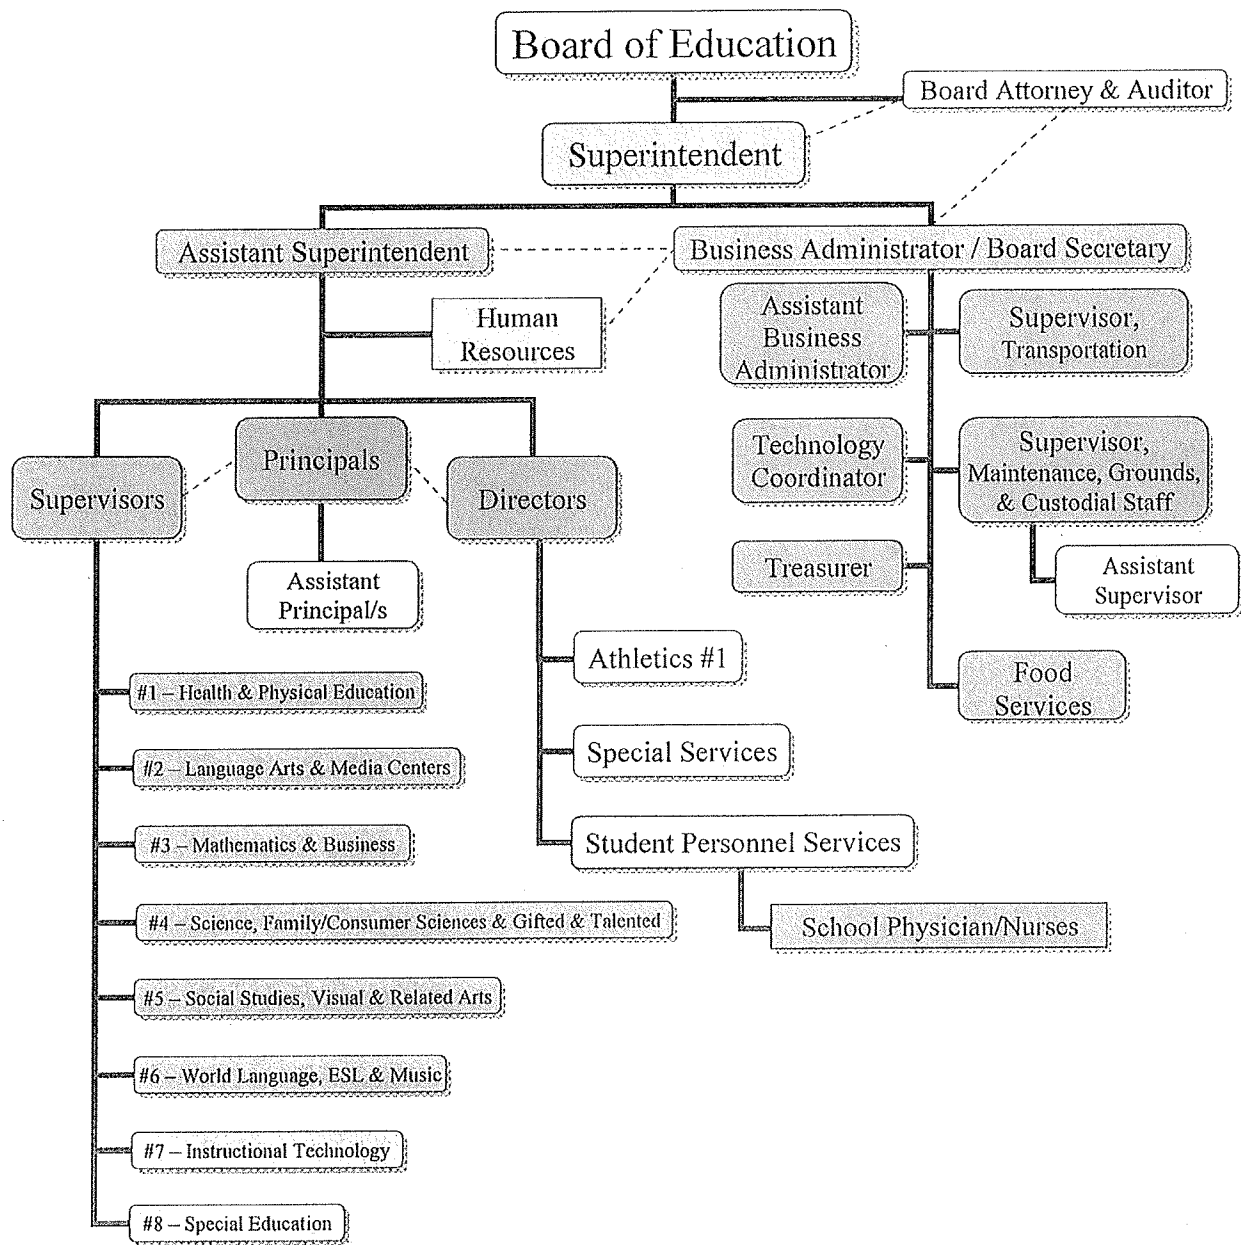 Board of Education
Board Attorney & Auditor
Superintendent
Assistant Superintendent
Business Administrator / Board Secretary
Human
Resources
Assistant
Business
Administrator
Supervisor,
Transportation
Principals
Supervisors
Directors
Technology
Coordinator
Supervisor,
Maintenance, Grounds,
& Custodial Staff
Assistant
Principal/s
Treasurer
Assistant
Supervisor
Athletics #1
Food
Services
#1 – Health & Physical Education
#2 – Language Arts & Media Centers
Special Services
#3 – Mathematics & Business
Student Personnel Services
#4 – Science, Family/Consumer Sciences & Gifted & Talented
School Physician/Nurses
#5 – Social Studies, Visual & Related Arts
#6 – World Language, ESL & Music
#7 – Instructional Technology
#8 – Special Education